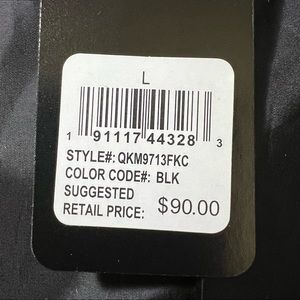 L
1 91117 44328 3
STYLE#: QKM9713FKC
COLOR CODE#: BLK
SUGGESTED
RETAIL PRICE: $90.00